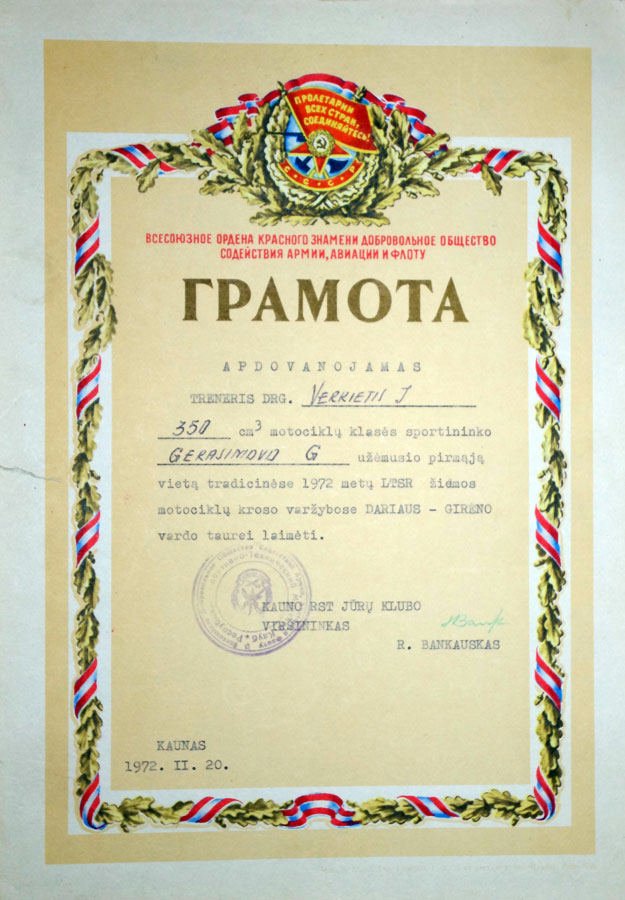 ПРОЛЕТАРИИ
ВСЕХ СТРАН,
СОЕДИНЯЙТЕСЬ!
С·С·С·Р
ВСЕСОЮЗНОЕ ОРДЕНА КРАСНОГО ЗНАМЕНИ ДОБРОВОЛЬНОЕ ОБЩЕСТВО
СОДЕЙСТВИЯ АРМИИ, АВИАЦИИ И ФЛОТУ
ГРАМОТА
APDOVANOJAMAS
TRENERIS DRG. VERKIETIS J
350 cm3 motociklų klasės sportininko
GERASIMOVO G užėmusio pirmąją
vietą tradicinėse 1972 metų LTSR žiemos
motociklų kroso varžybose DARIAUS - GIRĖNO
vardo taurei laimėti.
KAUNO RST JŪRŲ KLUBO
VIRŠININKAS
R. BANKAUSKAS
KAUNAS
1972. II. 20.